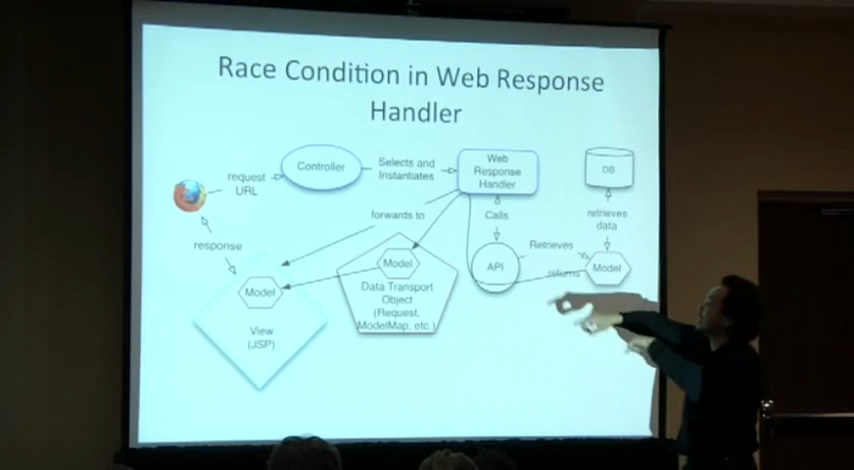 Race Condition in Web Response
Handler
request
URL
Controller
Selects and
Instantiates
Web
Response
Handler
DB
forwards to
Calls
retrieves
data
response
Retrieves
API
Model
returns
Model
Data Transport
Object
(Request,
ModelMap, etc.)
Model
View
(JSP)